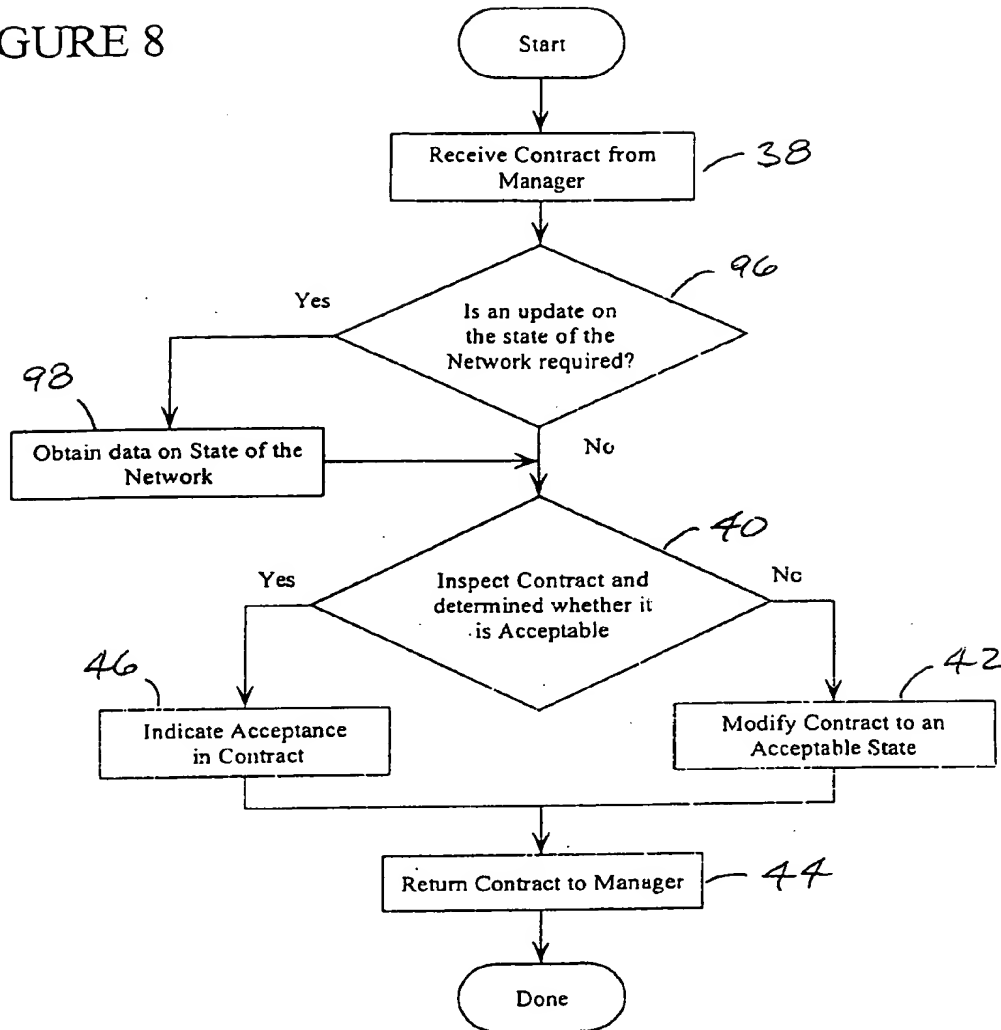 GURE 8
Start
Receive Contract from
Manager
38
96
Yes
Is an update on
the state of the
Network required?
98
Obtain data on State of the
Network
No
40
Yes
Inspect Contract and
determined whether it
is Acceptable
No
46
42
Indicate Acceptance
in Contract
Modify Contract to an
Acceptable State
Return Contract to Manager
44
Done